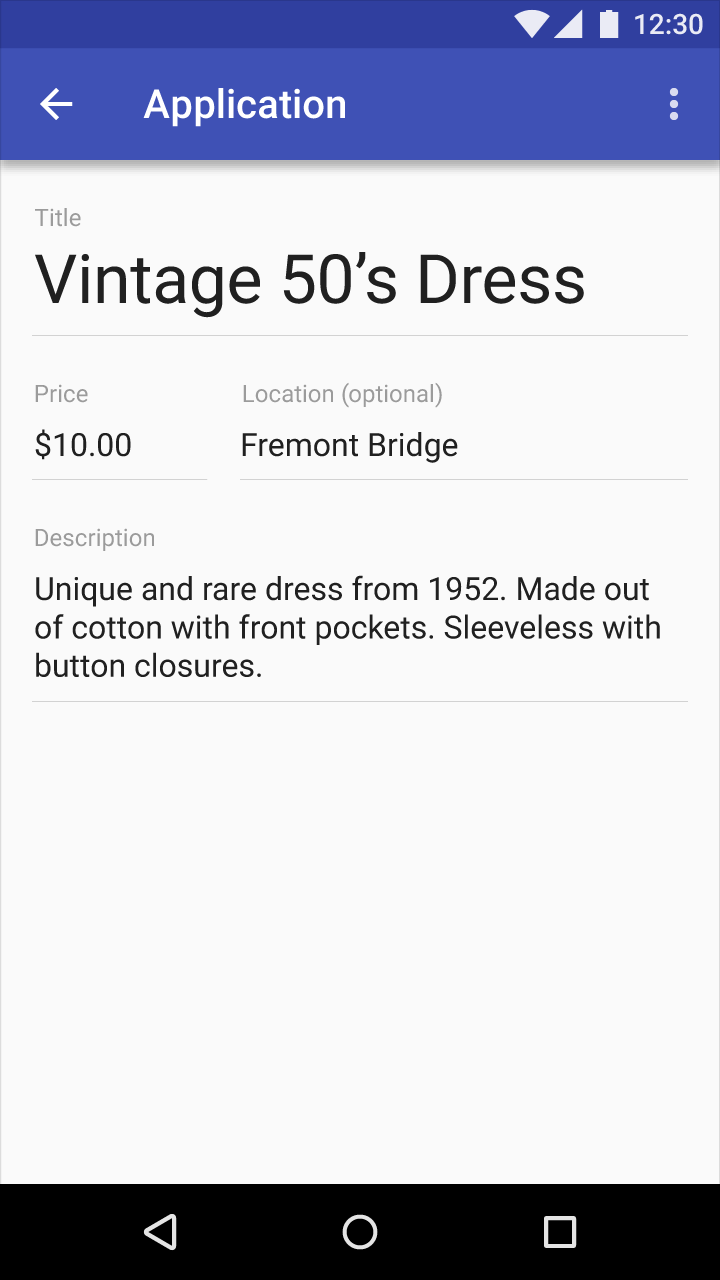 12:30
Application
Title
Vintage 50’s Dress
Price
Location (optional)
$10.00
Fremont Bridge
Description
Unique and rare dress from 1952. Made out
of cotton with front pockets. Sleeveless with
button closures.